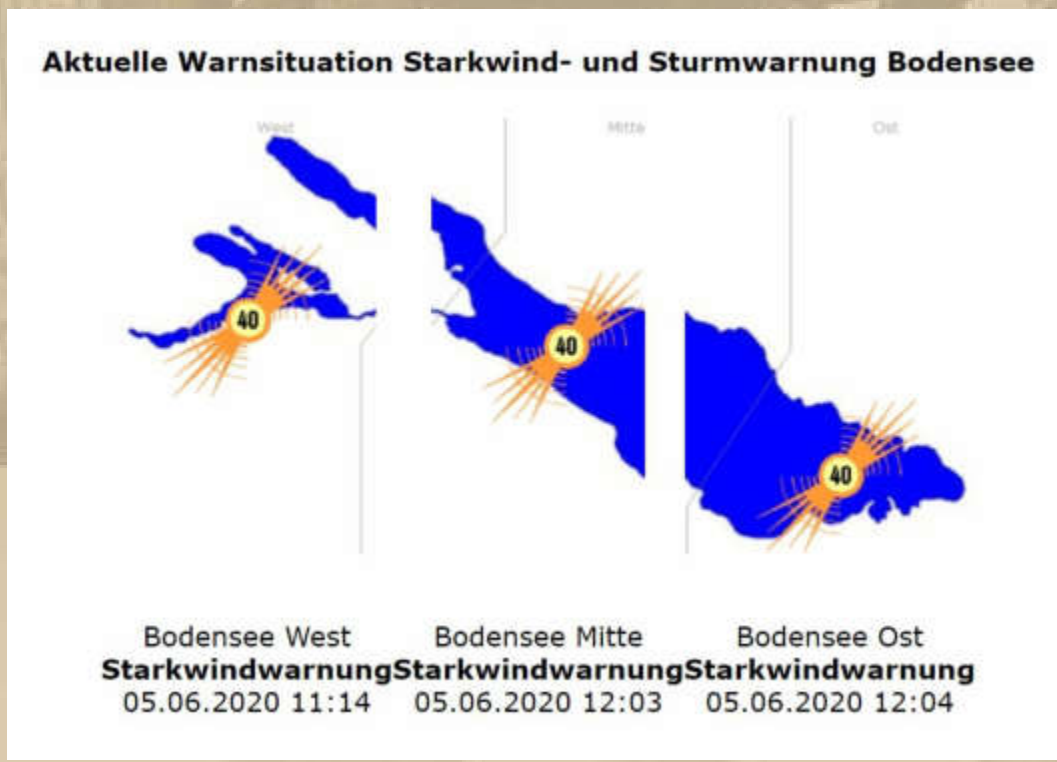 Aktuelle Warnsituation Starkwind- und Sturmwarnung Bodensee
West
Mitte
Ost
40
40
40
Bodensee West
Starkwindwarnung
05.06.2020 11:14
Bodensee Mitte
Starkwindwarnung
05.06.2020 12:03
Bodensee Ost
Starkwindwarnung
05.06.2020 12:04